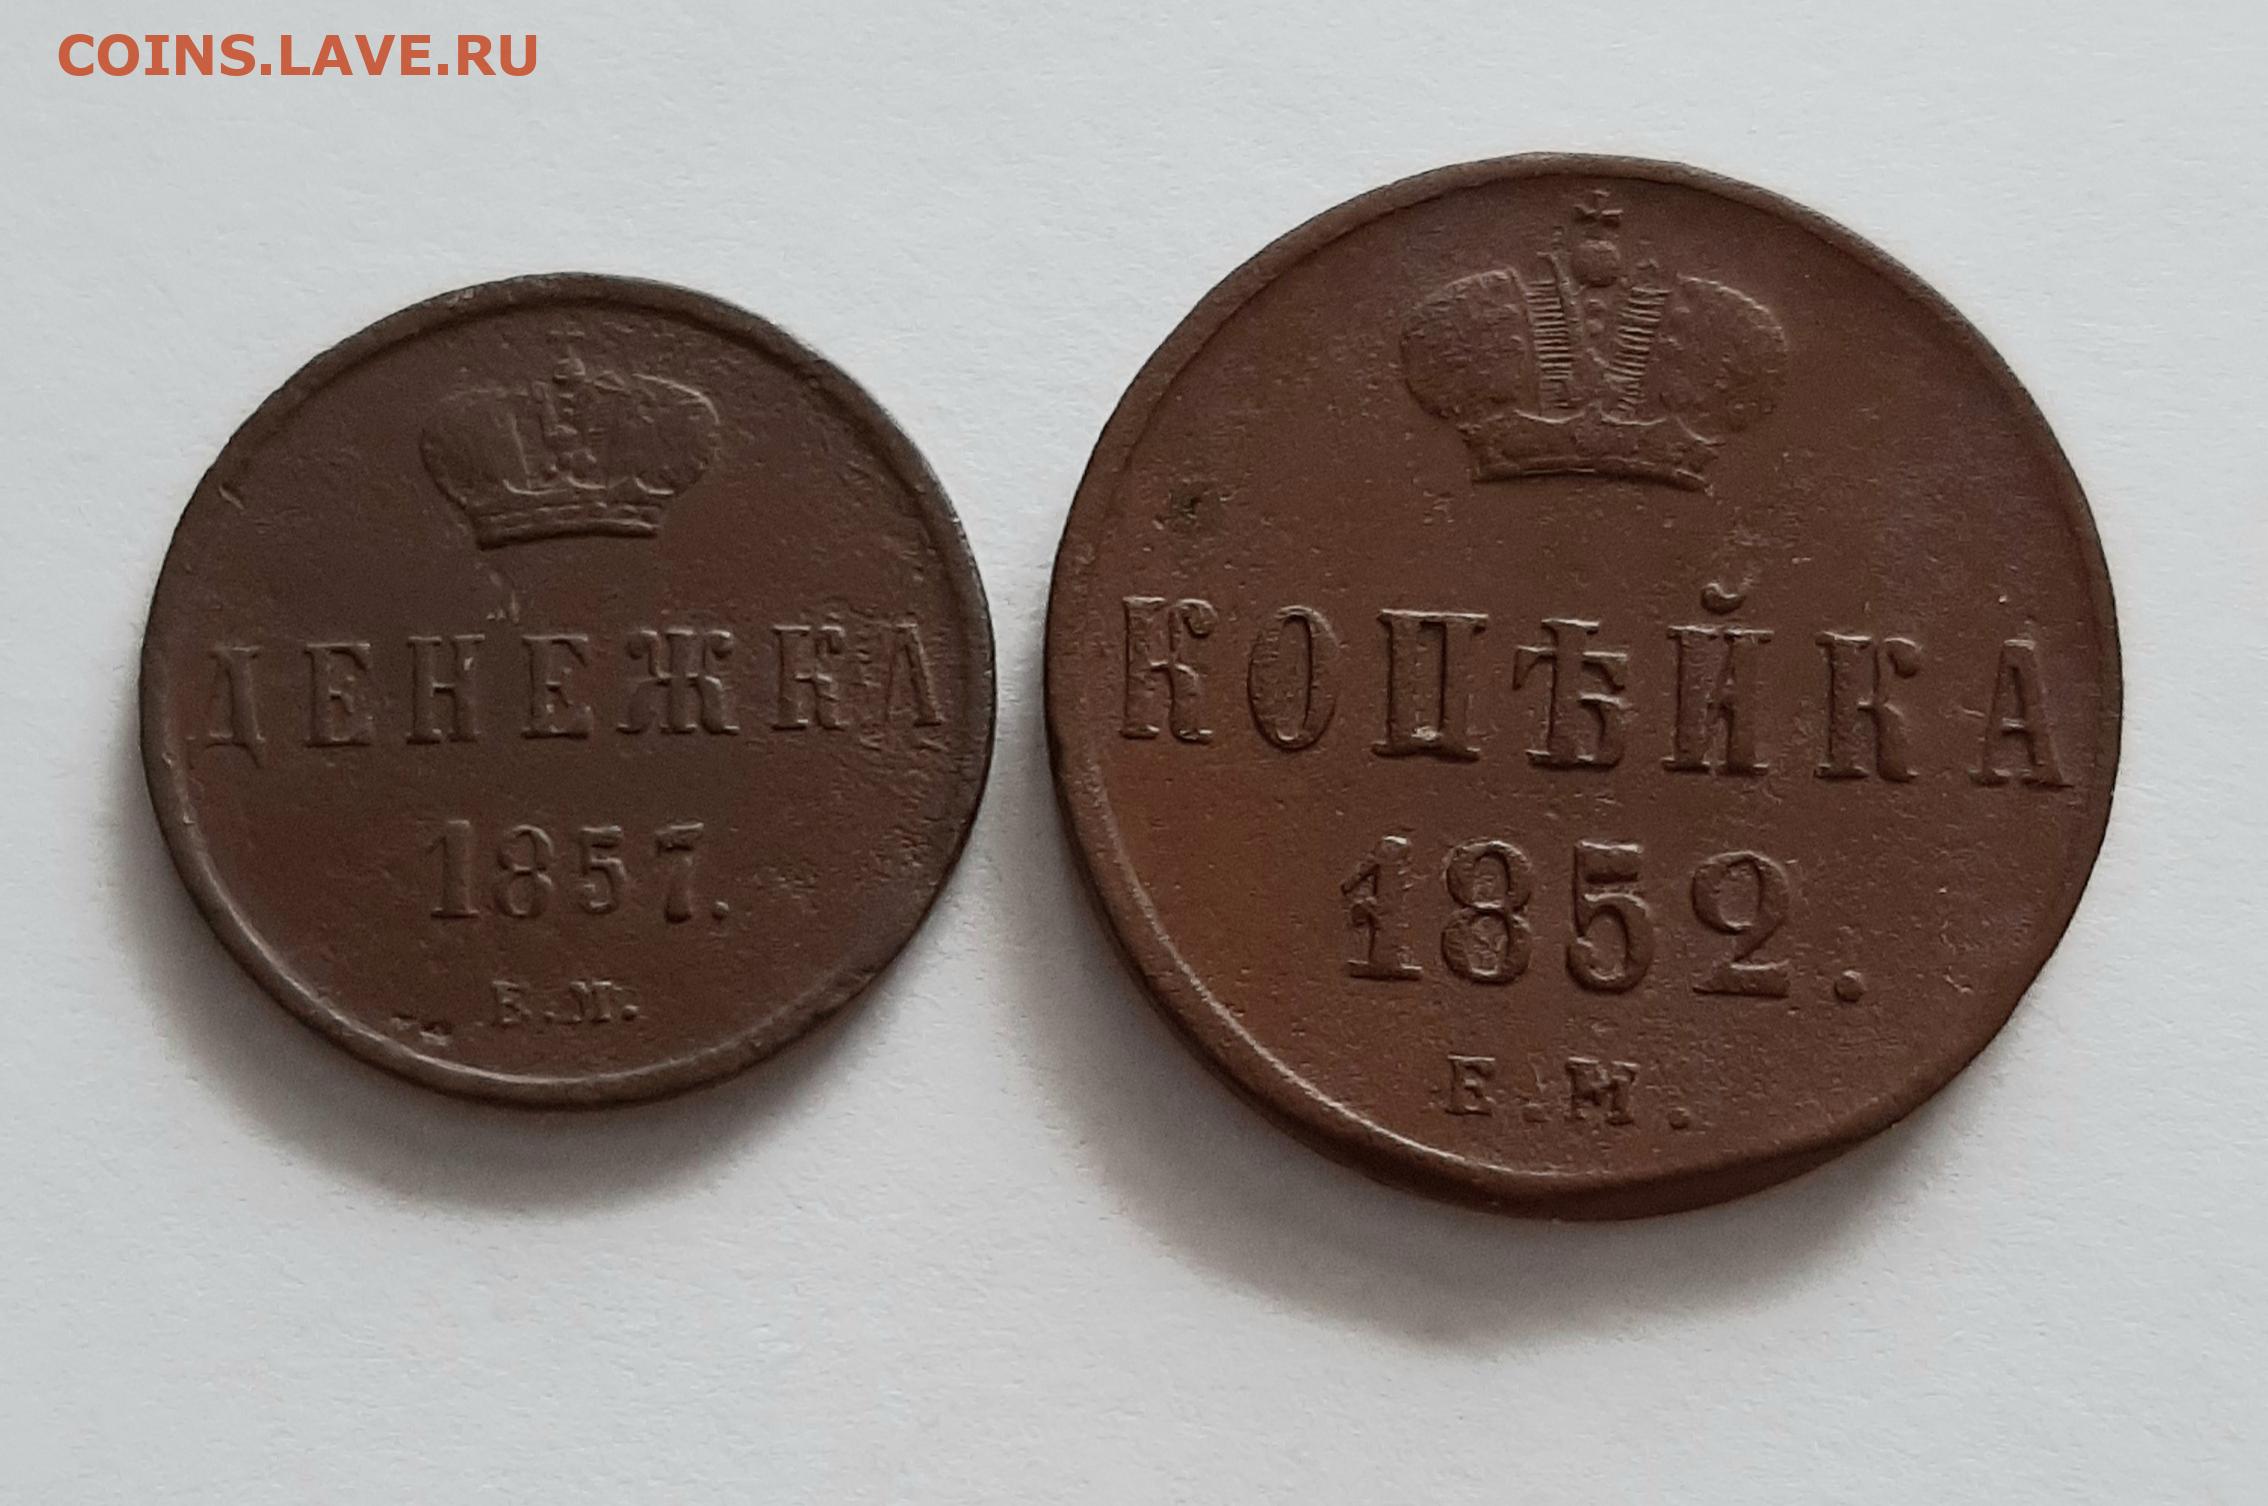 COINS.LAVE.RU
ДЕНЕЖКА
1857.
Е.М.
КОПѢЙКА
1852.
Е.М.